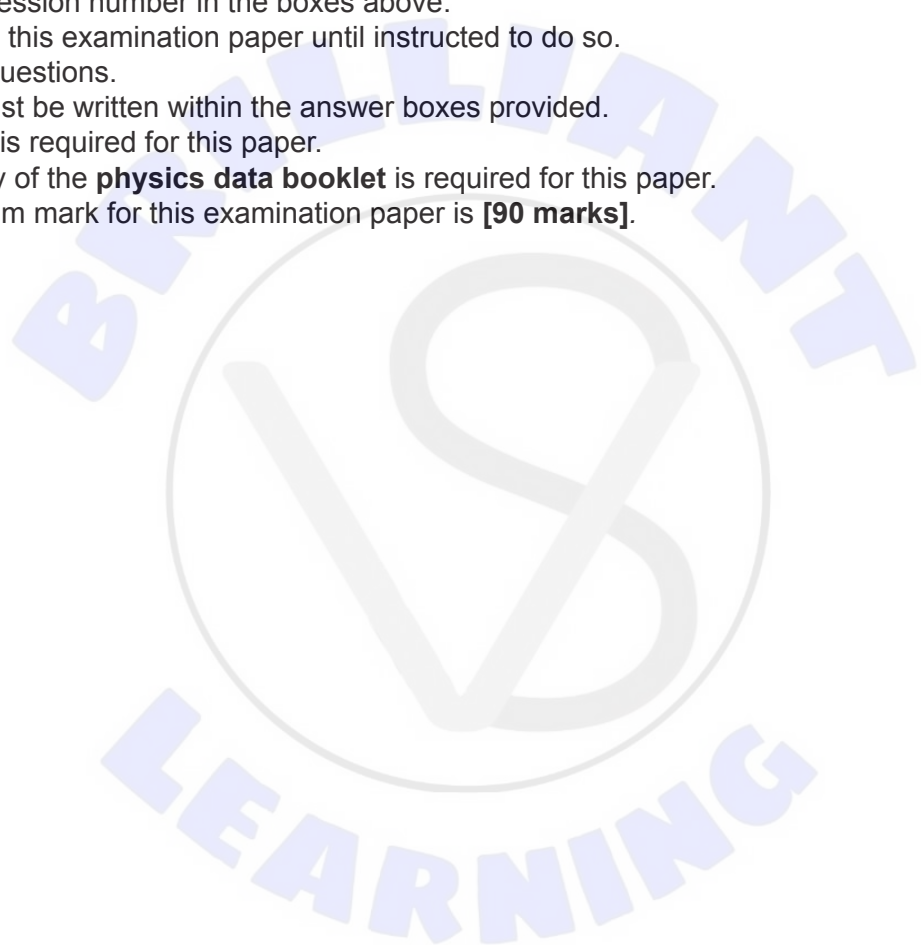 ession number in the boxes above.
this examination paper until instructed to do so.
uestions.
st be written within the answer boxes provided.
is required for this paper.
y of the physics data booklet is required for this paper.
m mark for this examination paper is [90 marks].
BRILLIANT
VS
LEARNING